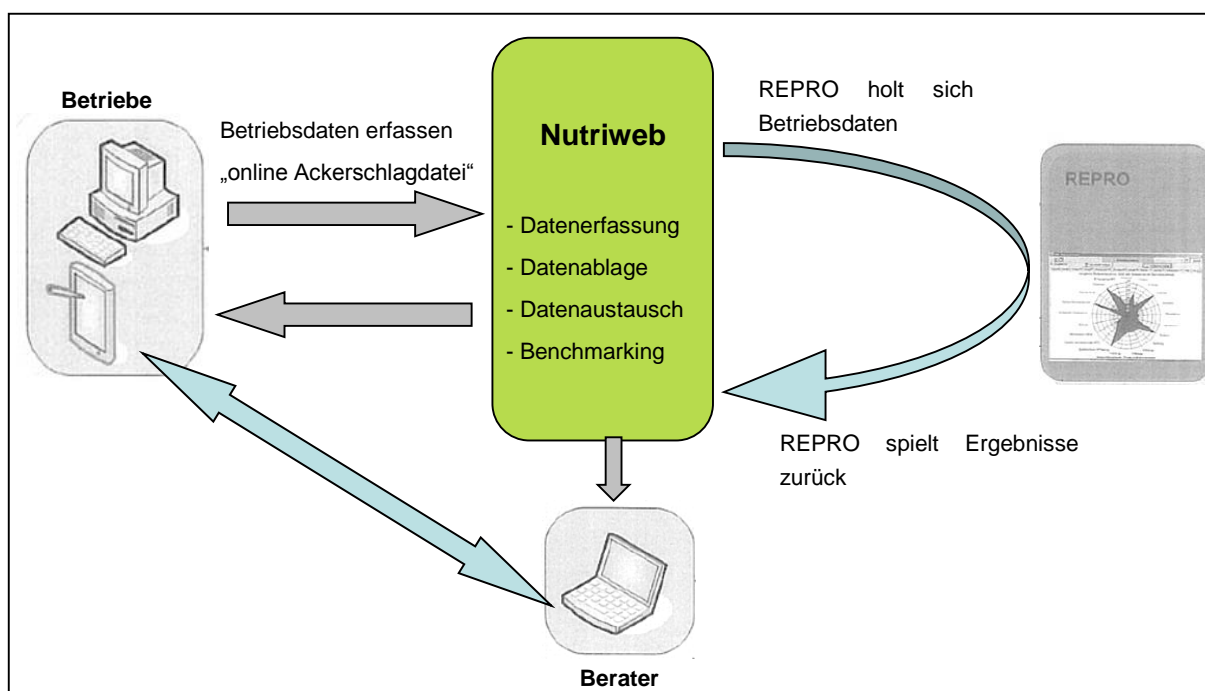 Betriebe
Betriebsdaten erfassen
„online Ackerschlagdatei“
Nutriweb
- Datenerfassung
- Datenablage
- Datenaustausch
- Benchmarking
REPRO holt sich
Betriebsdaten
REPRO
REPRO spielt Ergebnisse
zurück
Berater